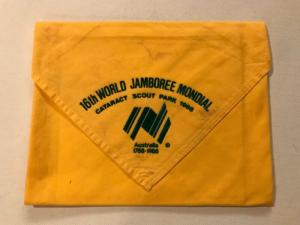 16th WORLD JAMBOREE MONDIAL
CATARACT SCOUT PARK 1988
Australia
1788-1988